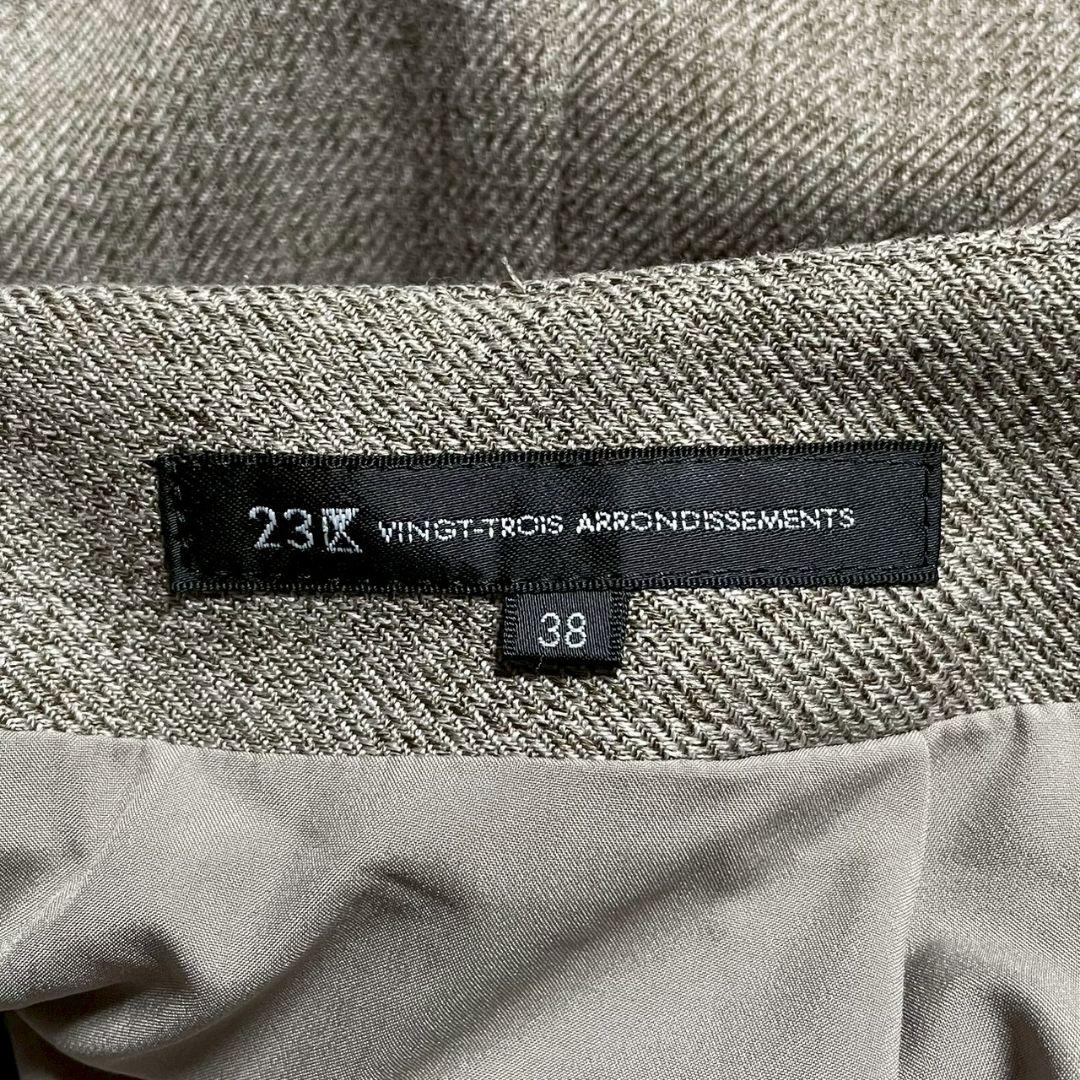 23区 VINGT-TROIS ARRONDISSEMENTS
38